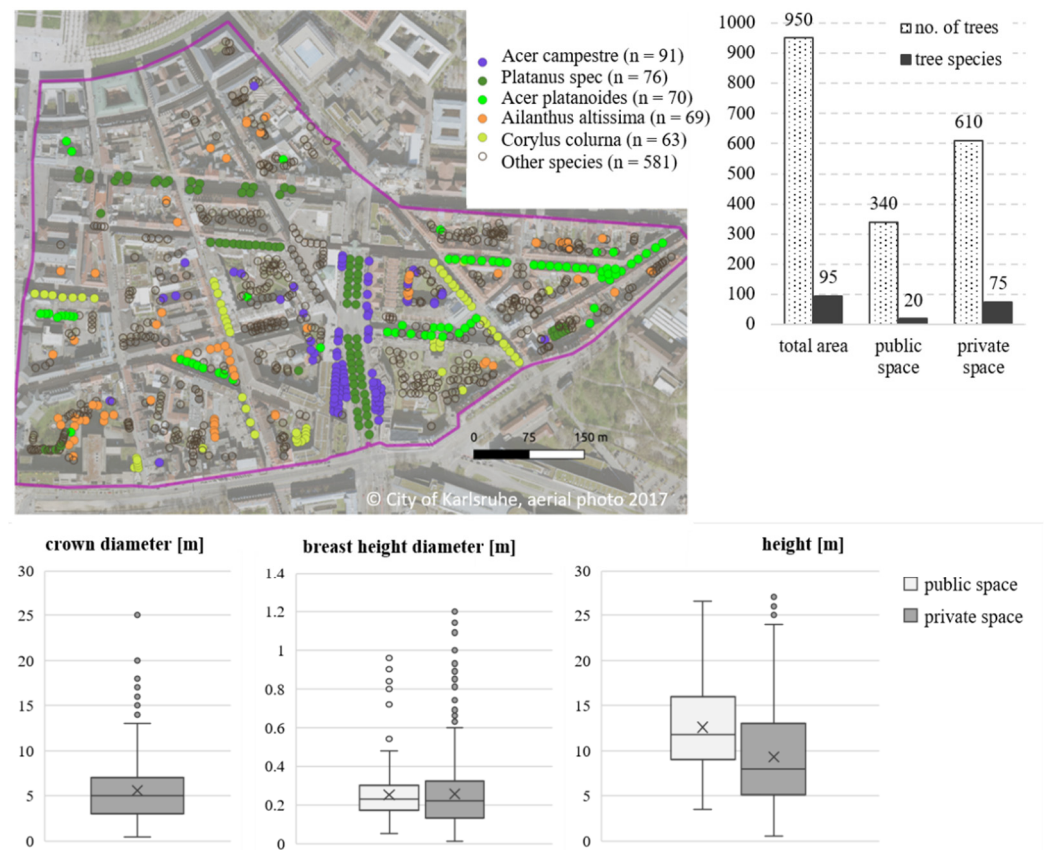 Acer campestre (n = 91)
Platanus spec (n = 76)
Acer platanoides (n = 70)
Ailanthus altissima (n = 69)
Corylus colurna (n = 63)
Other species (n = 581)
0 75 150 m
© City of Karlsruhe, aerial photo 2017
1000
900
800
700
600
500
400
300
200
100
0
no. of trees
tree species
950
95
340
20
610
75
total area
public
space
private
space
crown diameter [m]
30
25
20
15
10
5
0
breast height diameter [m]
1.4
1.2
1
0.8
0.6
0.4
0.2
0
height [m]
30
25
20
15
10
5
0
public space
private space